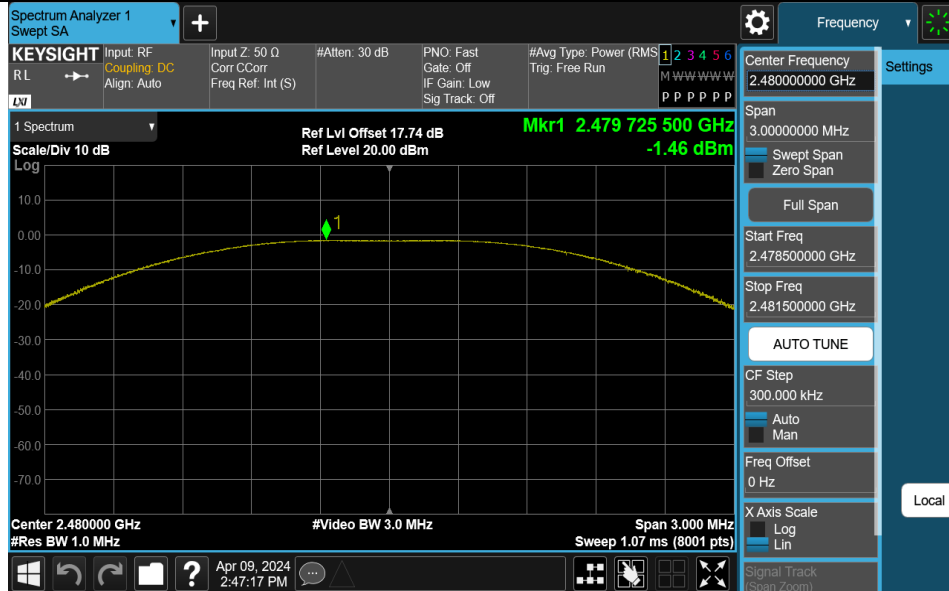 Spectrum Analyzer 1
Swept SA
+
Frequency
KEYSIGHT
RL
LXI
Input: RF
Coupling: DC
Align: Auto
Input Z: 50 Ω
Corr CCorr
Freq Ref: Int (S)
#Atten: 30 dB
PNO: Fast
Gate: Off
IF Gain: Low
Sig Track: Off
#Avg Type: Power (RMS
Trig: Free Run
1 2 3 4 5 6
M W W W W W
P P P P P P
1 Spectrum
Scale/Div 10 dB
Log
Ref Lvl Offset 17.74 dB
Ref Level 20.00 dBm
Mkr1 2.479 725 500 GHz
-1.46 dBm
1
10.0
0.00
-10.0
-20.0
-30.0
-40.0
-50.0
-60.0
-70.0
Center 2.480000 GHz
#Res BW 1.0 MHz
#Video BW 3.0 MHz
Span 3.000 MHz
Sweep 1.07 ms (8001 pts)
?
Apr 09, 2024
2:47:17 PM
Center Frequency
2.480000000 GHz
Span
3.00000000 MHz
Swept Span
Zero Span
Full Span
Start Freq
2.478500000 GHz
Stop Freq
2.481500000 GHz
AUTO TUNE
CF Step
300.000 kHz
Auto
Man
Freq Offset
0 Hz
X Axis Scale
Log
Lin
Signal Track
(Span Zoom)
Settings
Local